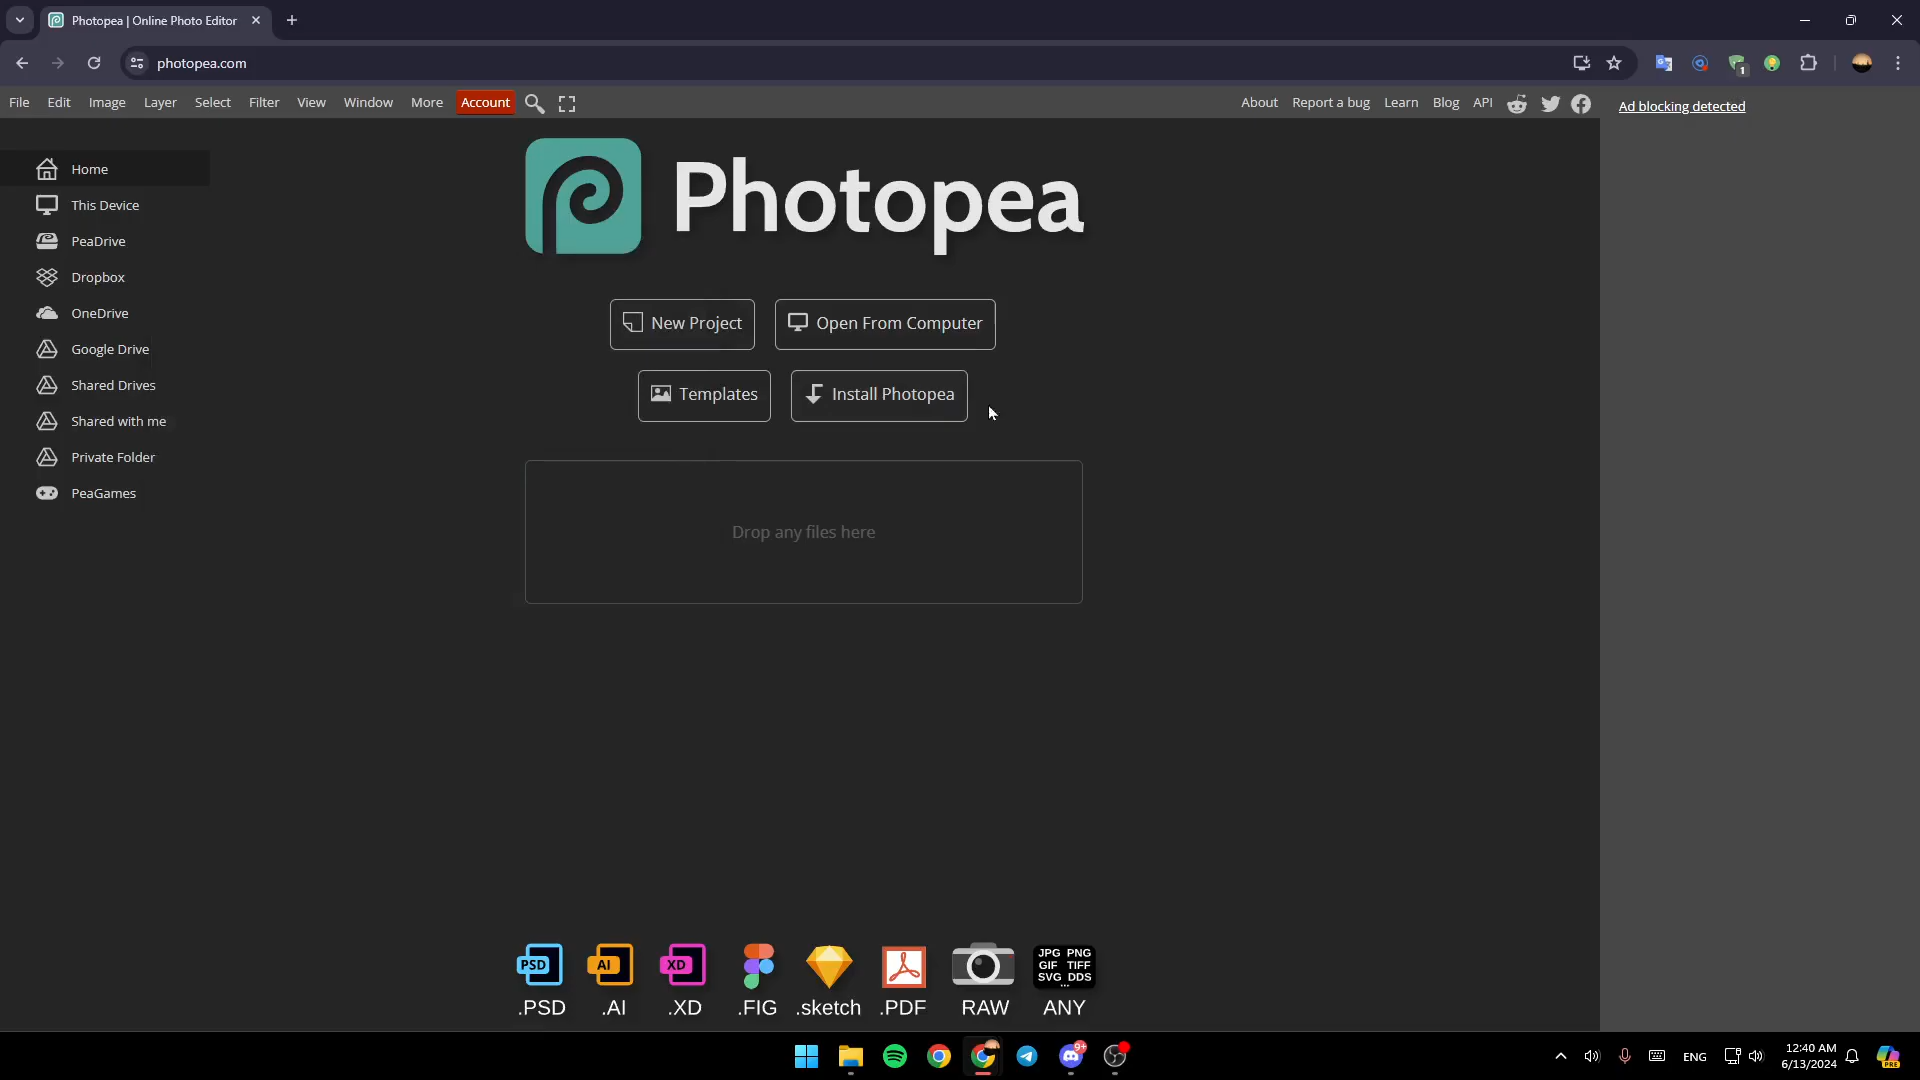 Photopea | Online Photo Editor
photopea.com
1
File Edit Image Layer Select Filter View Window More Account About Report a bug Learn Blog API
Ad blocking detected
Home
This Device
PeaDrive
Dropbox
OneDrive
Google Drive
Shared Drives
Shared with me
Private Folder
PeaGames
Photopea
New Project Open From Computer
Templates Install Photopea
Drop any files here
PSD AI XD JPG PNG
GIF TIFF
SVG DDS
...
.PSD .AI .XD .FIG .sketch .PDF RAW ANY
9+
ENG
12:40 AM
6/13/2024
PRE